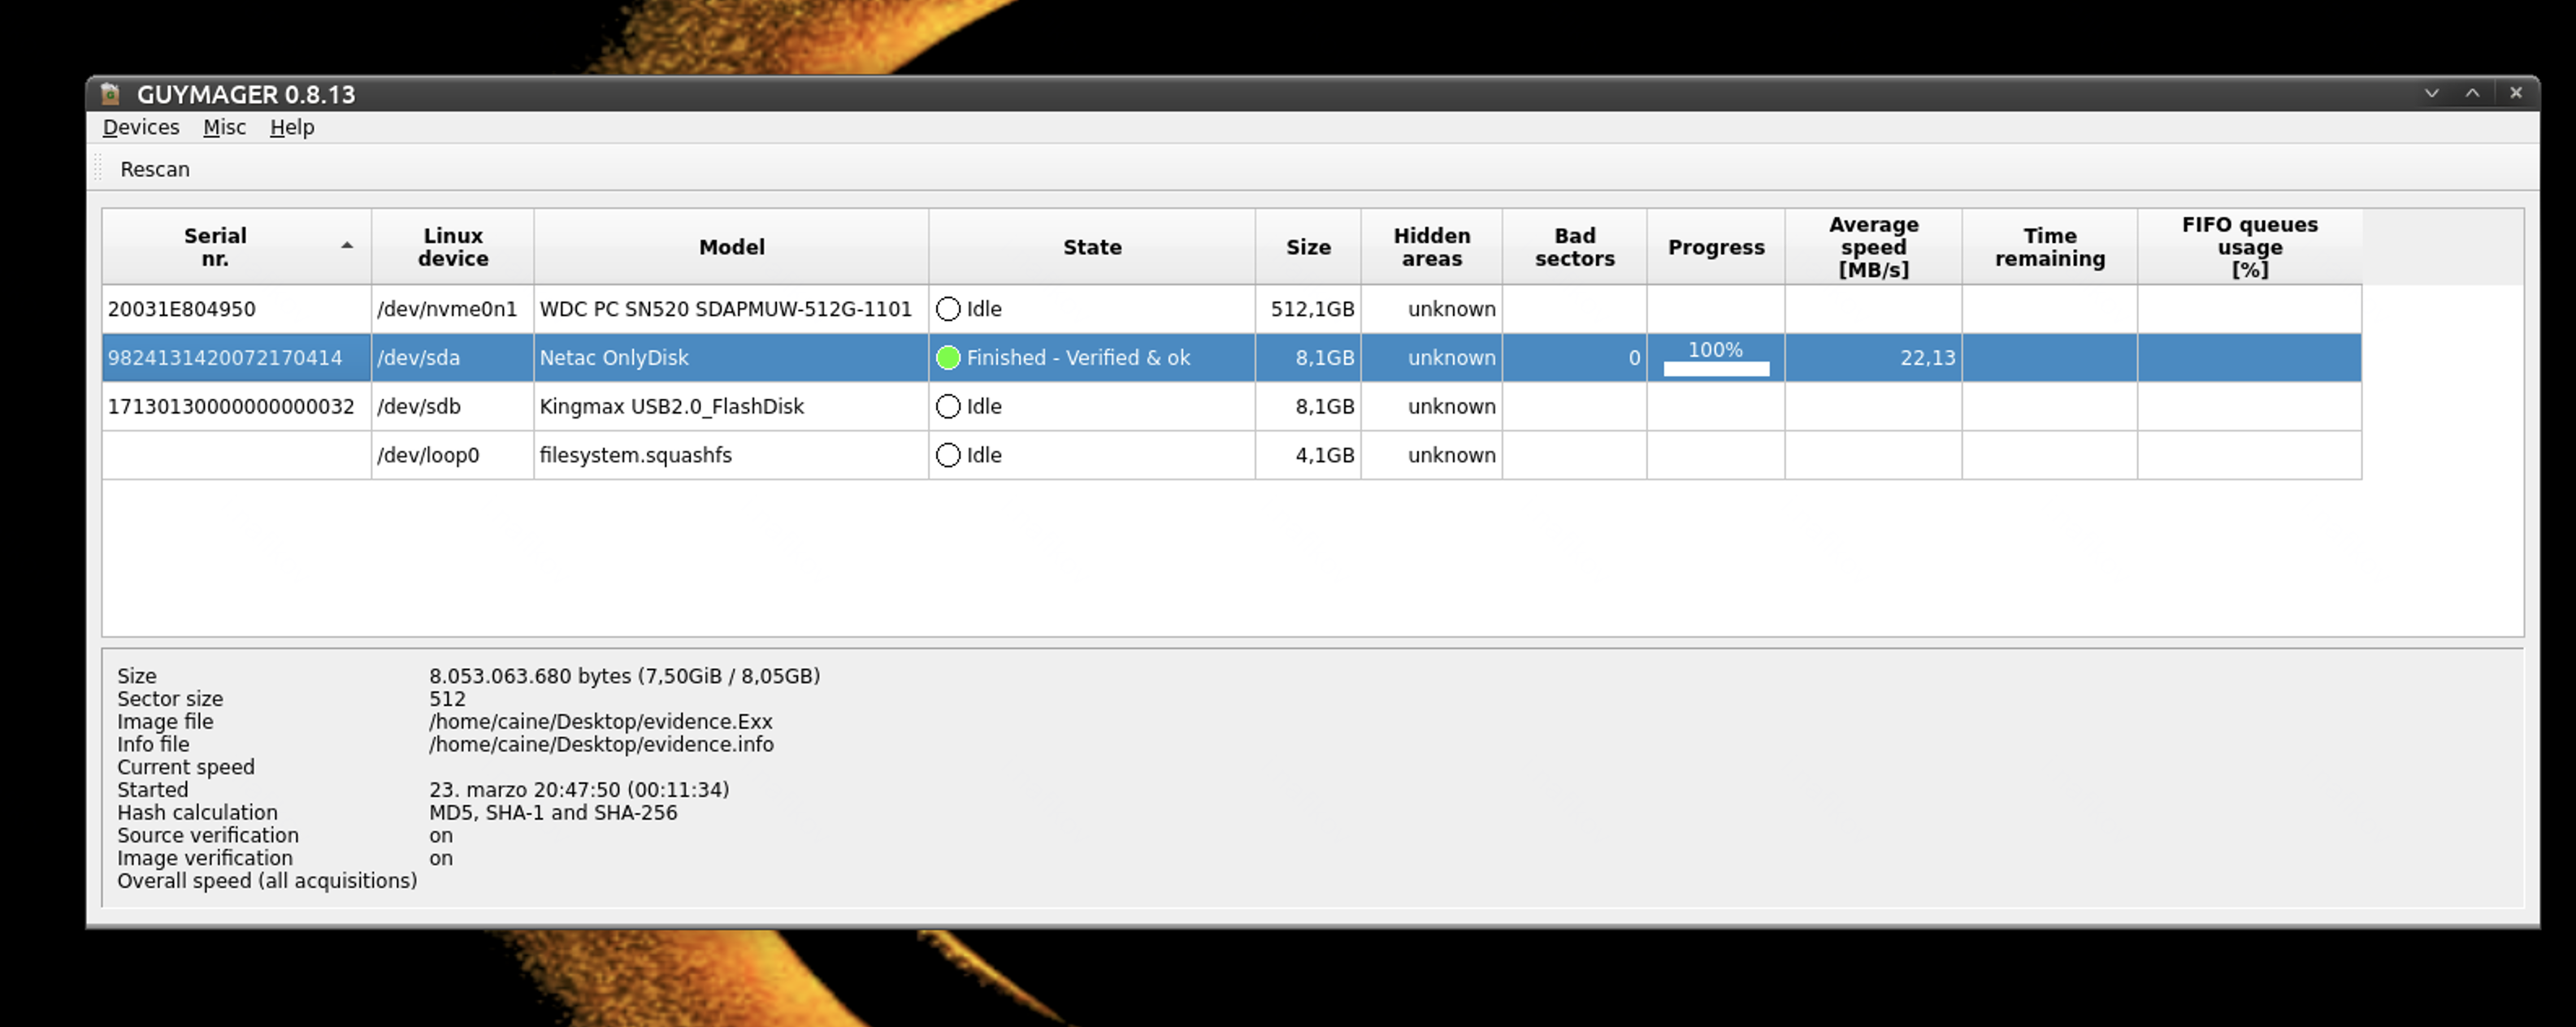 GUYMAGER 0.8.13
Devices Misc Help
Rescan
Serial nr. Linux device Model State Size Hidden areas Bad sectors Progress Average speed [MB/s] Time remaining FIFO queues usage [%]
20031E804950 /dev/nvme0n1 WDC PC SN520 SDAPMUW-512G-1101 Idle 512,1GB unknown
9824131420072170414 /dev/sda Netac OnlyDisk Finished - Verified & ok 8,1GB unknown 0 100% 22,13
17130130000000000032 /dev/sdb Kingmax USB2.0_FlashDisk Idle 8,1GB unknown
/dev/loop0 filesystem.squashfs Idle 4,1GB unknown
Size 8.053.063.680 bytes (7,50GiB / 8,05GB)
Sector size 512
Image file /home/caine/Desktop/evidence.Exx
Info file /home/caine/Desktop/evidence.info
Current speed
Started 23. marzo 20:47:50 (00:11:34)
Hash calculation MD5, SHA-1 and SHA-256
Source verification on
Image verification on
Overall speed (all acquisitions)